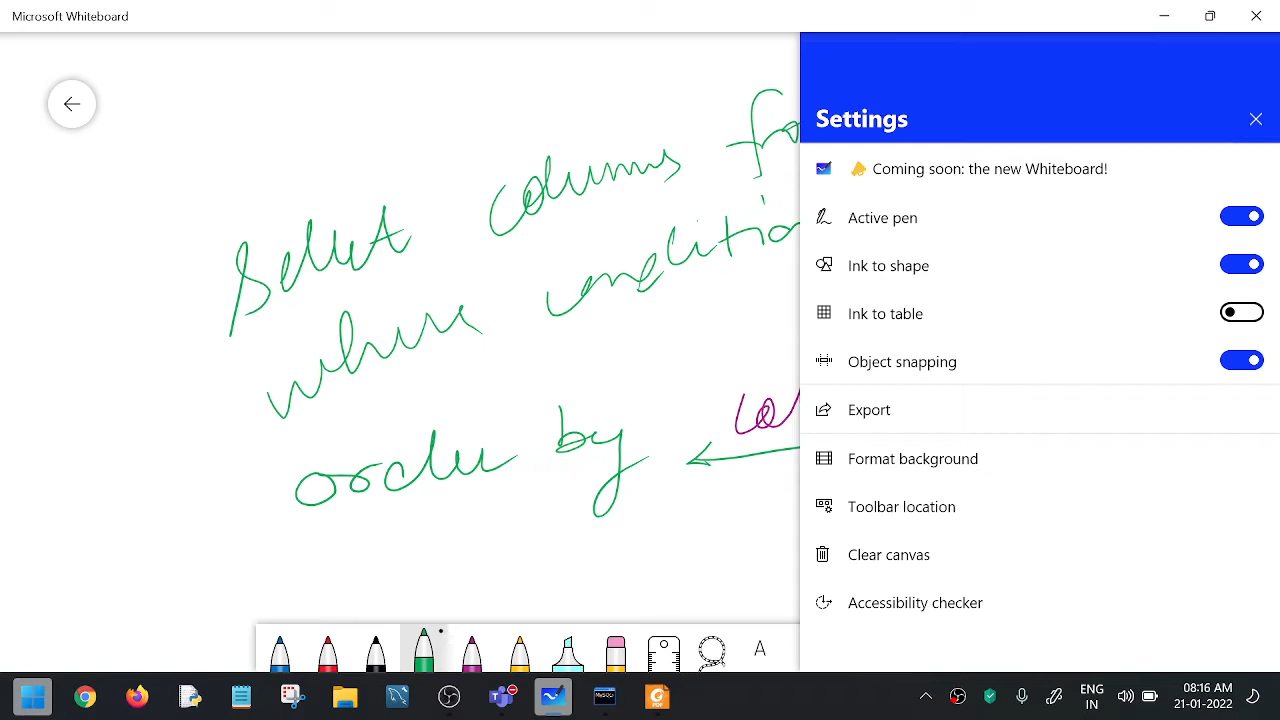 Microsoft Whiteboard
Settings
Coming soon: the new Whiteboard!
Active pen
Ink to shape
Ink to table
Object snapping
Export
Format background
Toolbar location
Clear canvas
Accessibility checker
Select columns
where condition
order by
A
ENG
IN
08:16 AM
21-01-2022